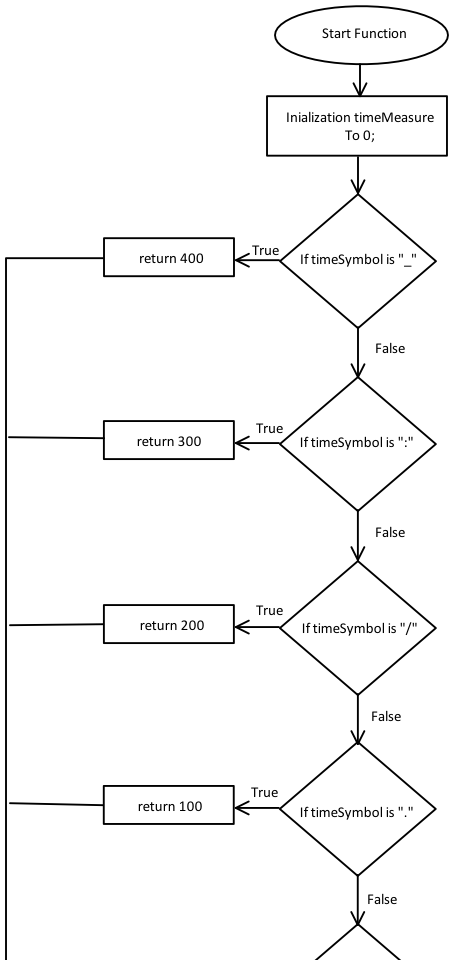 Start Function
Inialization timeMeasure
To 0;
If timeSymbol is "_"
True
return 400
False
If timeSymbol is ":"
True
return 300
False
If timeSymbol is "/"
True
return 200
False
If timeSymbol is "."
True
return 100
False